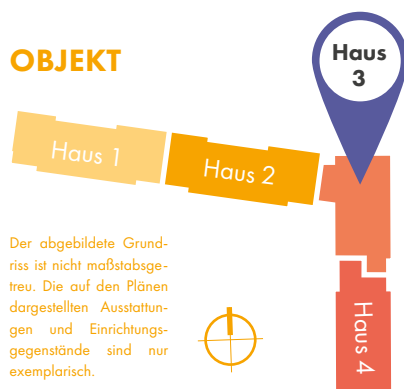 OBJEKT
Haus
3
Haus 1
Haus 2
Haus 4
Der abgebildete Grund-
riss ist nicht maßstabsge-
treu. Die auf den Plänen
dargestellten Ausstattun-
gen und Einrichtungs-
gegenstände sind nur
exemplarisch.